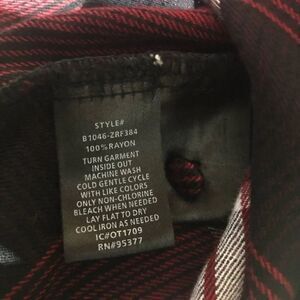 STYLE#
B1046-ZRF384
100% RAYON
TURN GARMENT
INSIDE OUT
MACHINE WASH
COLD GENTLE CYCLE
WITH LIKE COLORS
ONLY NON-CHLORINE
BLEACH WHEN NEEDED
LAY FLAT TO DRY
COOL IRON AS NEEDED
IC#OT1709
RN#95377